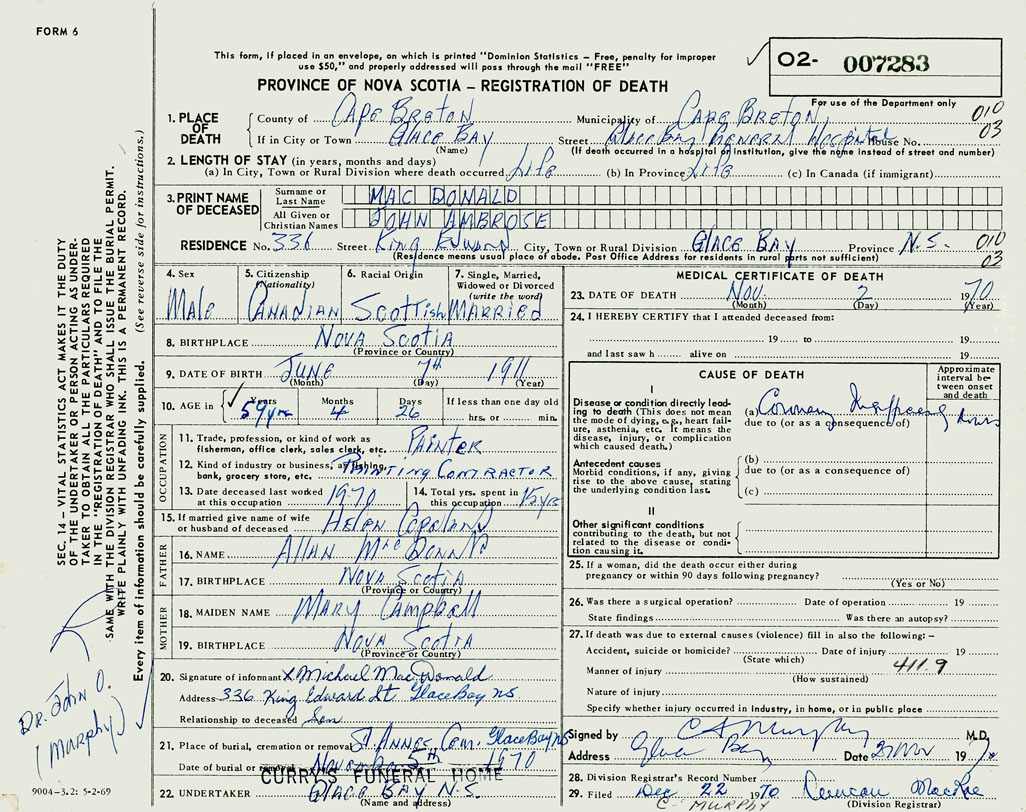 FORM 6
This form, if placed in an envelope, on which is printed "Dominion Statistics – Free, penalty for improper
use $50," and properly addressed will pass through the mail "FREE"
PROVINCE OF NOVA SCOTIA – REGISTRATION OF DEATH
02- 007283
For use of the Department only
1. PLACE OF DEATH County of CAPE BRETON Municipality of CAPE BRETON, 010
If in City or Town GLACE BAY (Name) Street GLACE BAY GENERAL HOSPITAL House No. 03
(If death occurred in a hospital or institution, give the name instead of street and number)
2. LENGTH OF STAY (in years, months and days)
(a) In City, Town or Rural Division where death occurred LIFE (b) In Province LIFE (c) In Canada (if immigrant)
3. PRINT NAME OF DECEASED Surname or Last Name MAC DONALD
All Given or Christian Names JOHN AMBROSE
RESIDENCE No. 336 Street KING EDWARD City, Town or Rural Division GLACE BAY Province N.S. 010
(Residence means usual place of abode. Post Office Address for residents in rural parts not sufficient) 03
4. Sex MALE
5. Citizenship (Nationality) CANADIAN
6. Racial Origin SCOTTISH
7. Single, Married, Widowed or Divorced (write the word) MARRIED
8. BIRTHPLACE NOVA SCOTIA
(Province or Country)
9. DATE OF BIRTH JUNE 7th 1911
(Month) (Day) (Year)
10. AGE in Years 59 yrs Months 4 Days 26 If less than one day old hrs. or min.
OCCUPATION
11. Trade, profession, or kind of work as
fisherman, office clerk, sales clerk, etc. PAINTER
12. Kind of industry or business, as fishing,
bank, grocery store, etc. PAINTING CONTRACTOR
13. Date deceased last worked
at this occupation 1970
14. Total yrs. spent in
this occupation 15 yrs
15. If married give name of wife
or husband of deceased HELEN COPELAND
FATHER
16. NAME ALLAN MAC DONALD
17. BIRTHPLACE NOVA SCOTIA
(Province or Country)
MOTHER
18. MAIDEN NAME MARY CAMPBELL
19. BIRTHPLACE NOVA SCOTIA
(Province or Country)
20. Signature of informant X Michael MacDonald
Address 336 King Edward St. Glace Bay NS.
Relationship to deceased Son
21. Place of burial, cremation or removal St. Annes Cem. Glace Bay NS
Date of burial or removal November 5th 1970
CURRY'S FUNERAL HOME
22. UNDERTAKER GLACE BAY N.S.
(Name and address)
MEDICAL CERTIFICATE OF DEATH
23. DATE OF DEATH NOV. 2 1970
(Month) (Day) (Year)
24. I HEREBY CERTIFY that I attended deceased from:
19 to 19
and last saw h alive on 19
CAUSE OF DEATH
Approximate interval between onset and death
I
Disease or condition directly leading to death (This does not mean the mode of dying, e.g., heart failure, asthenia, etc. It means the disease, injury, or complication which caused death.)
(a) Coronary Insufficiency hours
due to (or as a consequence of)
Antecedent causes
Morbid conditions, if any, giving rise to the above cause, stating the underlying condition last.
(b)
due to (or as a consequence of)
(c)
II
Other significant conditions
contributing to the death, but not related to the disease or condition causing it.
25. If a woman, did the death occur either during
pregnancy or within 90 days following pregnancy?
(Yes or No)
26. Was there a surgical operation? Date of operation 19
State findings Was there an autopsy?
27. If death was due to external causes (violence) fill in also the following:–
Accident, suicide or homicide? Date of injury 19
(State which)
Manner of injury 411.9
(How sustained)
Nature of injury
Specify whether injury occurred in industry, in home, or in public place
Signed by C A Murphy M.D.
Address Glace Bay Date 2 Nov 1970
28. Division Registrar's Record Number
29. Filed Dec 22 1970 Duncan MacRae
C. MURPHY Division Registrar
SEC. 14 – VITAL STATISTICS ACT MAKES IT THE DUTY
OF THE UNDERTAKER OR PERSON ACTING AS UNDER-
TAKER TO OBTAIN ALL THE PARTICULARS REQUIRED
IN THE "REGISTRATION OF DEATH" AND TO FILE THE
SAME WITH THE DIVISION REGISTRAR WHO SHALL ISSUE THE BURIAL PERMIT.
WRITE PLAINLY WITH UNFADING INK. THIS IS A PERMANENT RECORD.
Every item of information should be carefully supplied. (See reverse side for instructions.)
DR. JOHN O.
(MURPHY)
9004-3.2: 5-2-69